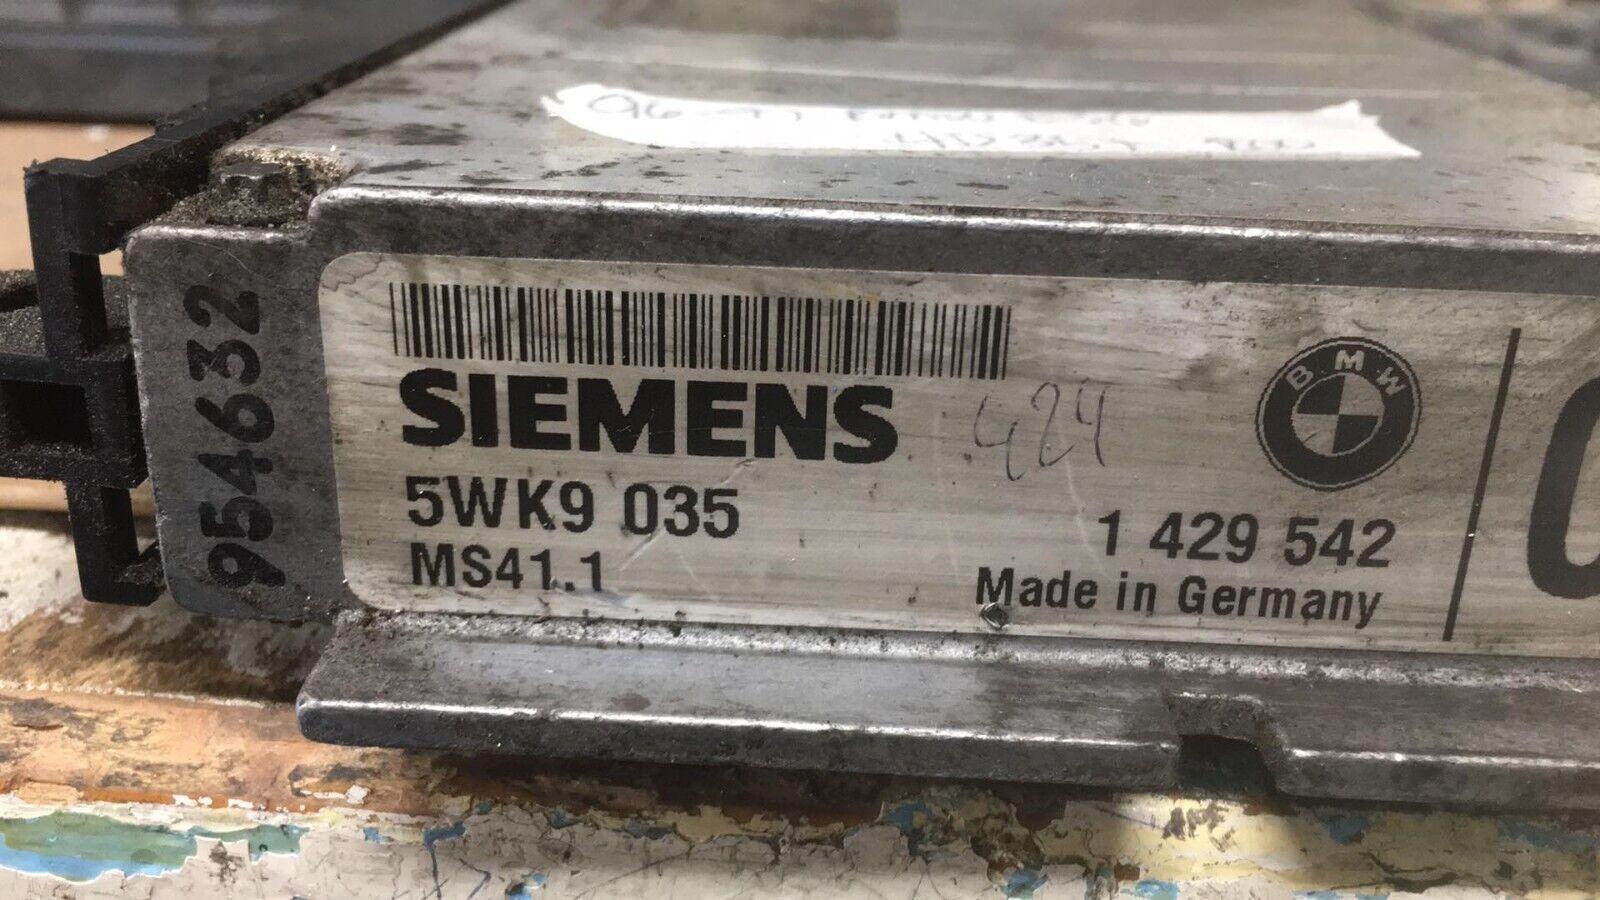 954632
SIEMENS
424
BMW
5WK9 035
1 429 542
MS41.1
Made in Germany